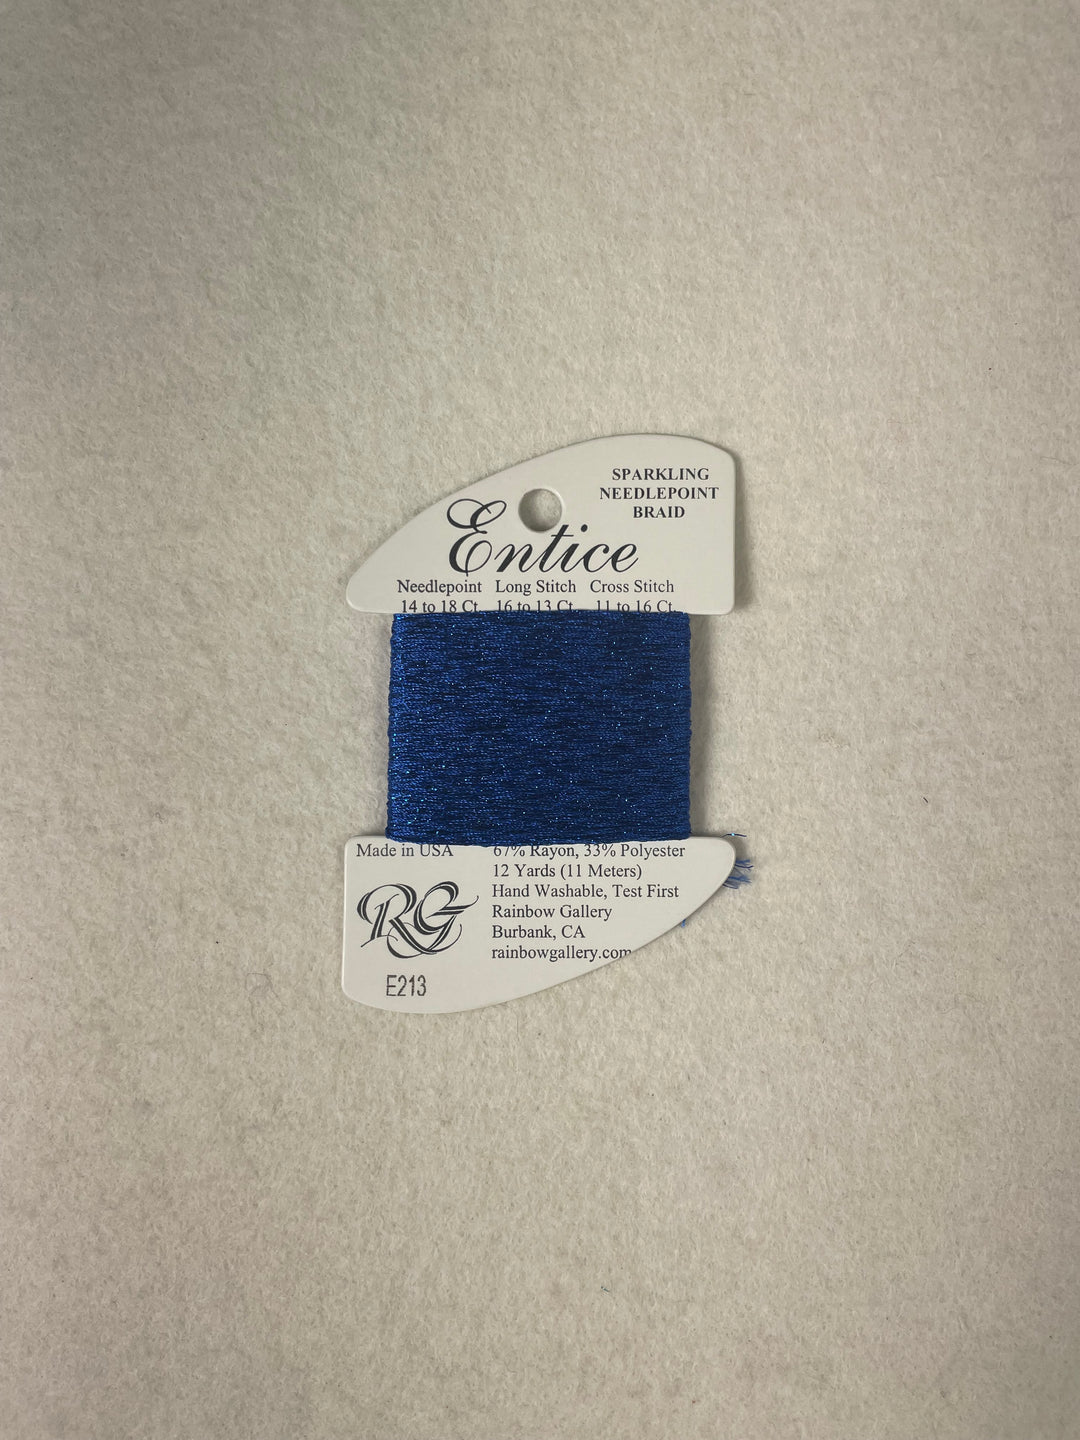 SPARKLING
NEEDLEPOINT
BRAID
Entice
Needlepoint Long Stitch Cross Stitch
14 to 18 Ct. 16 to 13 Ct. 11 to 16 Ct.
Made in USA
67% Rayon, 33% Polyester
12 Yards (11 Meters)
Hand Washable, Test First
Rainbow Gallery
Burbank, CA
rainbowgallery.com
RG
E213